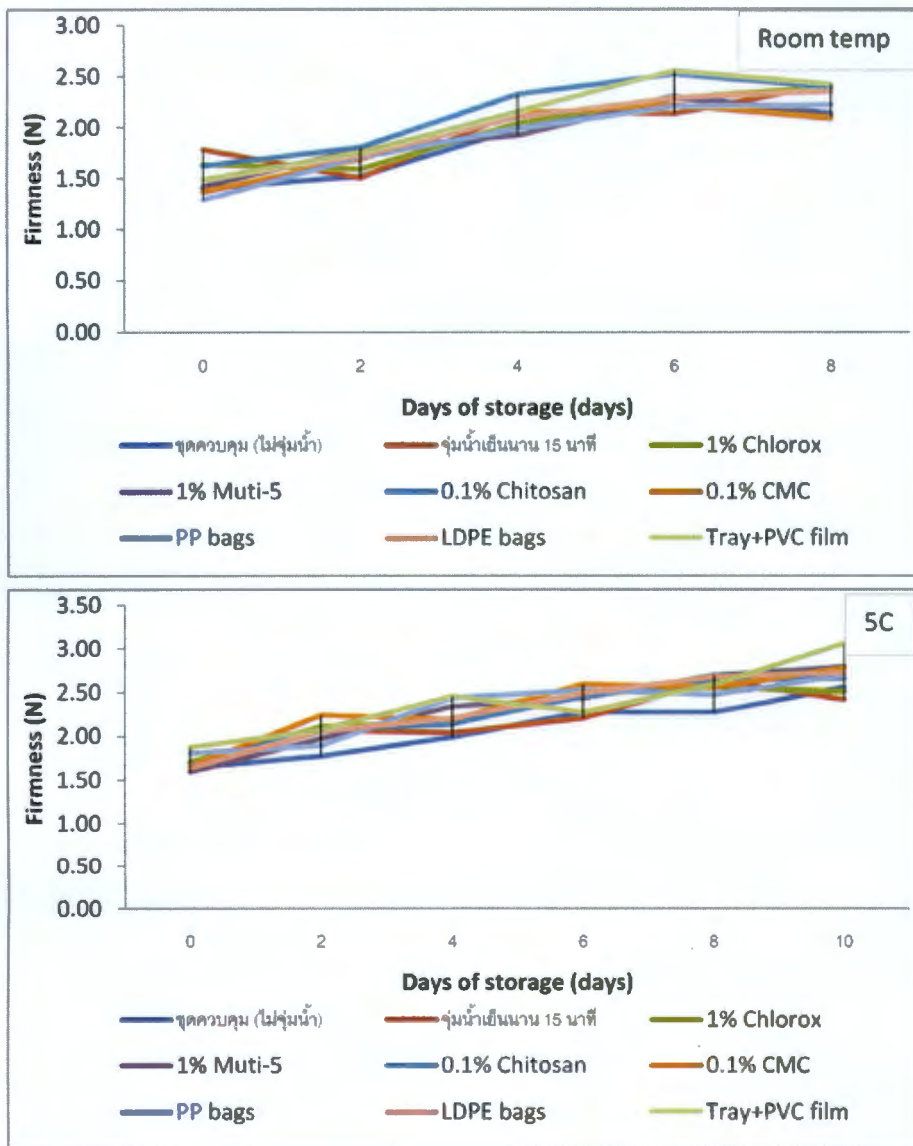 Room temp
3.00
2.50
2.00
1.50
1.00
0.50
0.00
Firmness (N)
0 2 4 6 8
Days of storage (days)
ชุดควบคุม (ไม่จุ่มน้ำ) จุ่มน้ำเย็นนาน 15 นาที 1% Chlorox
1% Muti-5 0.1% Chitosan 0.1% CMC
PP bags LDPE bags Tray+PVC film
5C
3.50
3.00
2.50
2.00
1.50
1.00
0.50
0.00
Firmness (N)
0 2 4 6 8 10
Days of storage (days)
ชุดควบคุม (ไม่จุ่มน้ำ) จุ่มน้ำเย็นนาน 15 นาที 1% Chlorox
1% Muti-5 0.1% Chitosan 0.1% CMC
PP bags LDPE bags Tray+PVC film